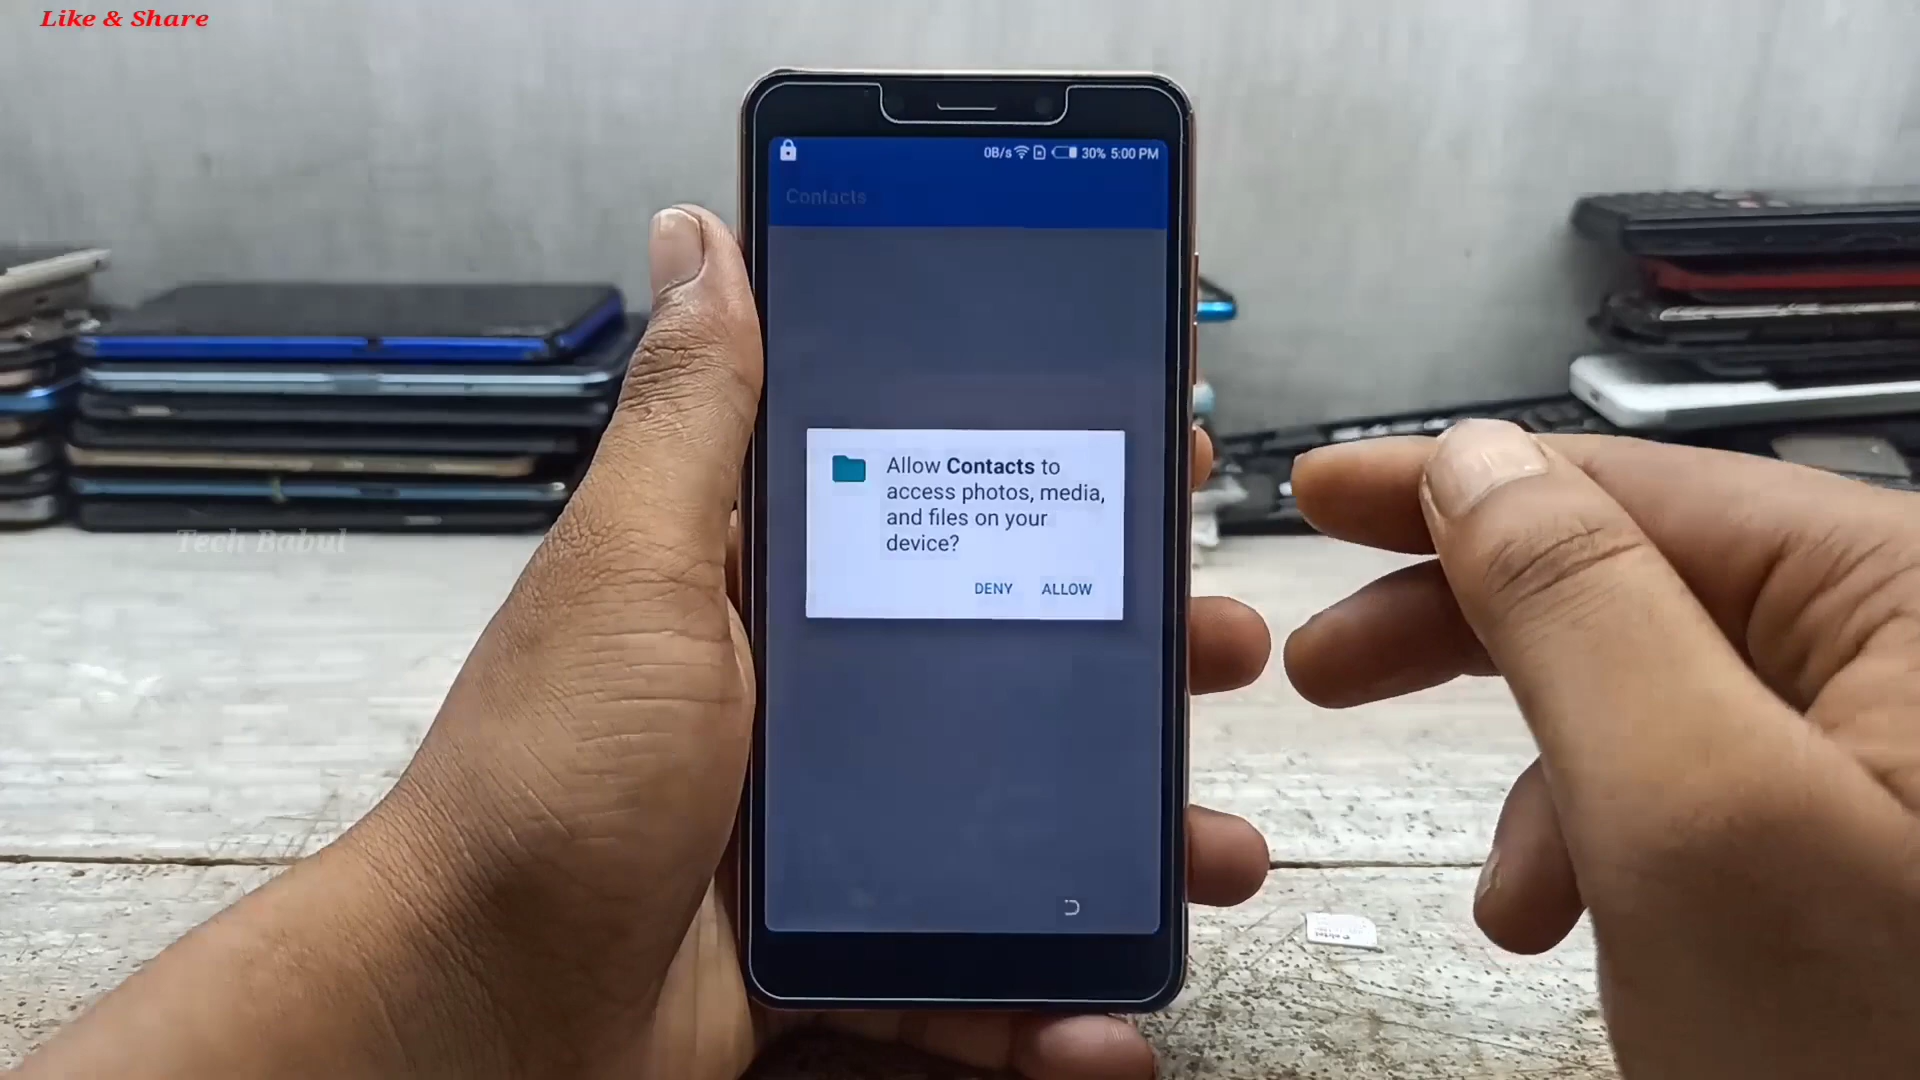 Like & Share
0B/s 30% 5:00 PM
Contacts
Allow Contacts to
access photos, media,
and files on your
device?
DENY ALLOW
Tech Babul